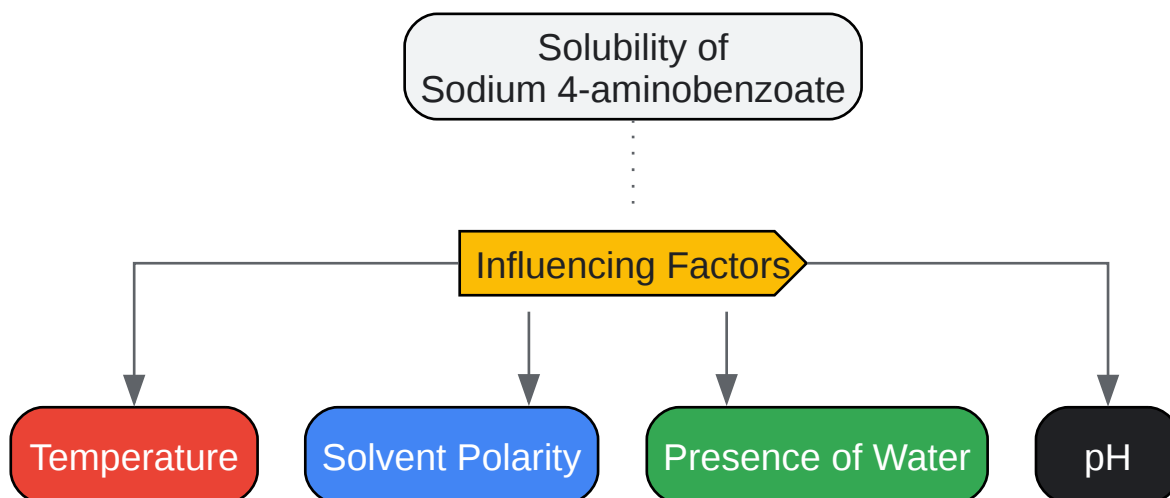 Solubility of
Sodium 4-aminobenzoate
Influencing Factors
Temperature
Solvent Polarity
Presence of Water
pH